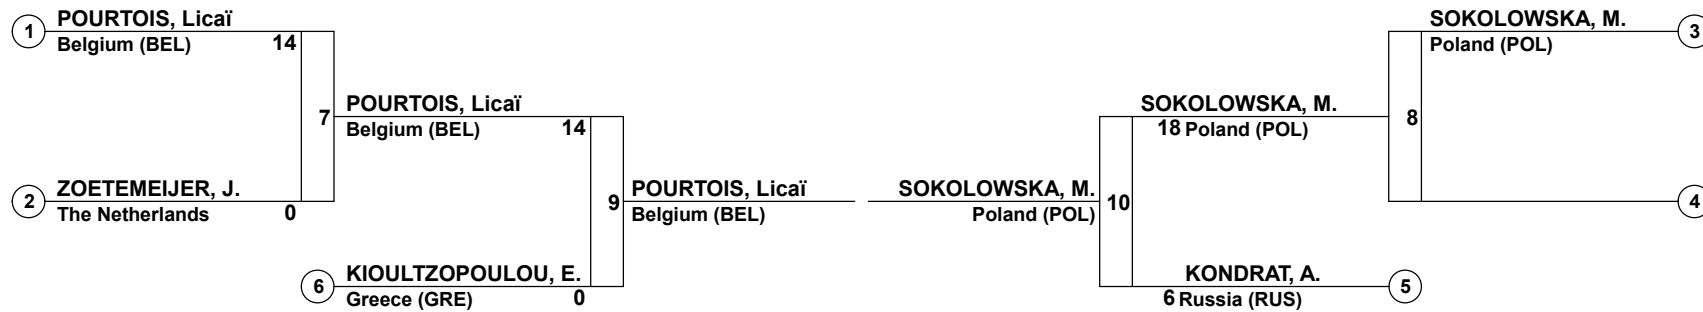 1
POURTOIS, Licaï
Belgium (BEL)
14
7
POURTOIS, Licaï
Belgium (BEL)
14
2
ZOETEMEIJER, J.
The Netherlands
0
9
POURTOIS, Licaï
Belgium (BEL)
6
KIOULTZOPOULOU, E.
Greece (GRE)
0
SOKOLOWSKA, M.
Poland (POL)
3
SOKOLOWSKA, M.
18 Poland (POL)
8
SOKOLOWSKA, M.
Poland (POL)
10
4
KONDRAT, A.
6 Russia (RUS)
5